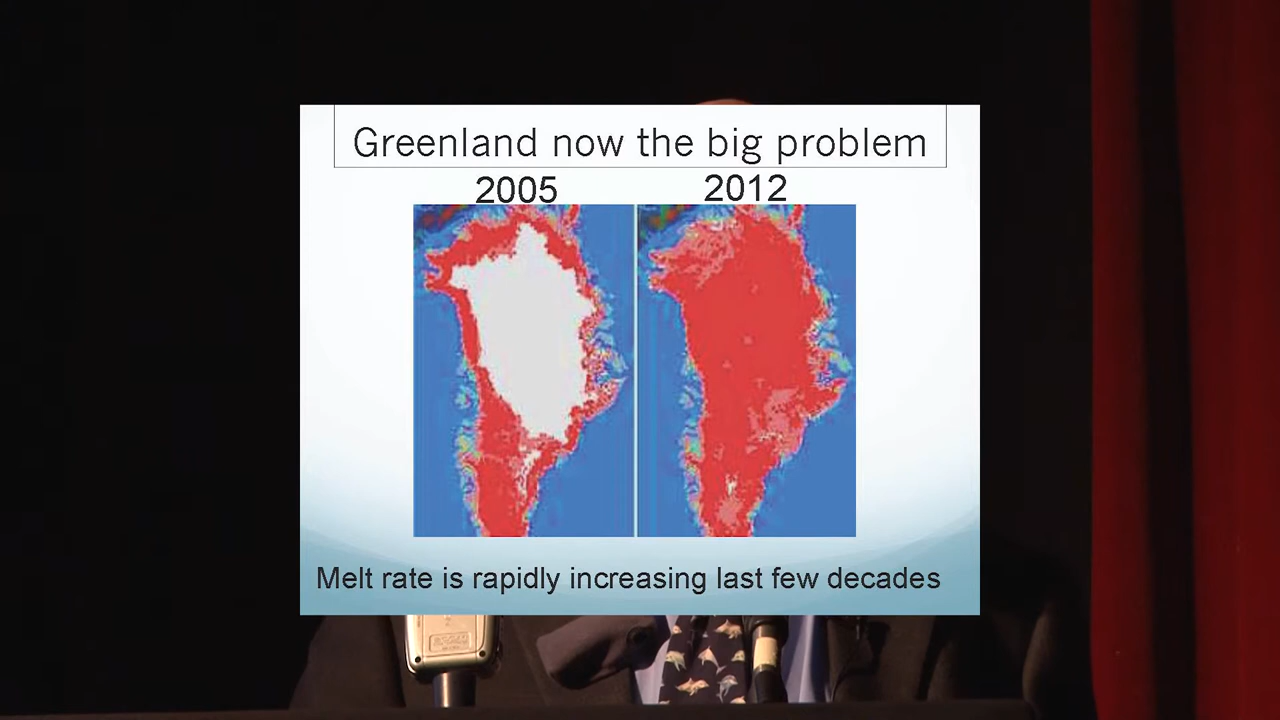 Greenland now the big problem
2005 2012
Melt rate is rapidly increasing last few decades